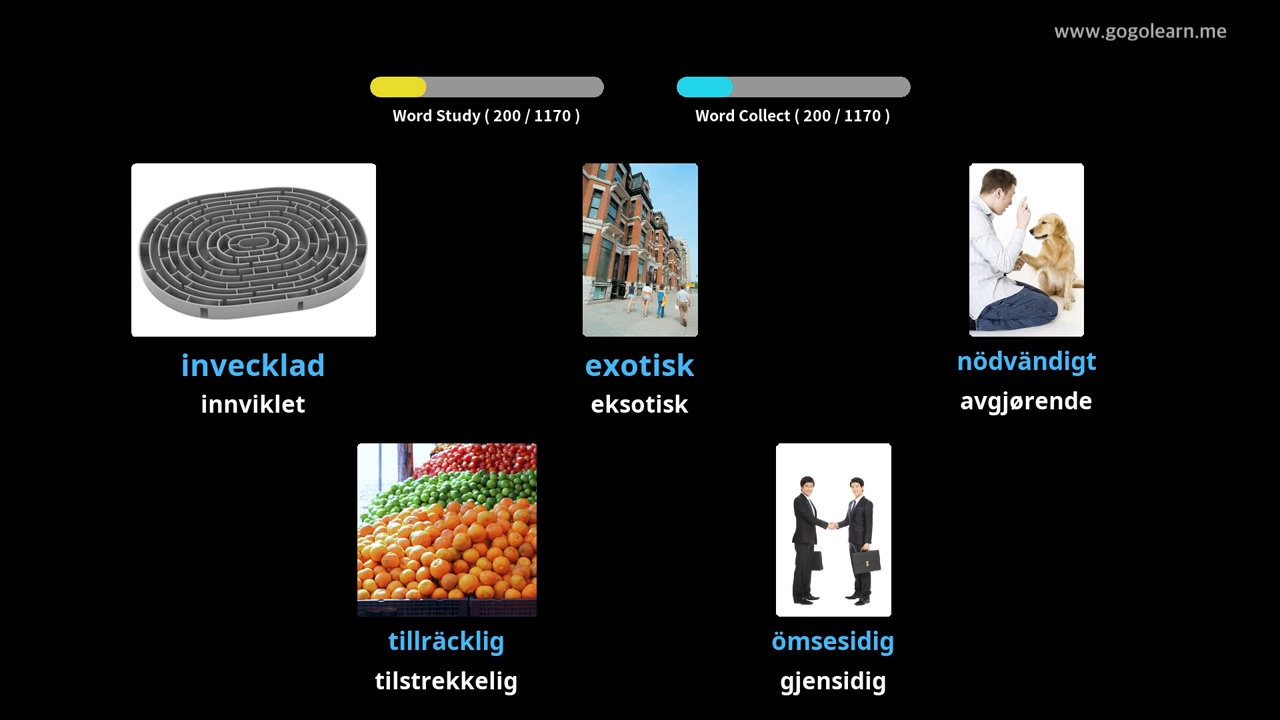 www.gogolearn.me
Word Study ( 200 / 1170 )
Word Collect ( 200 / 1170 )
invecklad
innviklet
exotisk
eksotisk
nödvändigt
avgjørende
tillräcklig
tilstrekkelig
ömsesidig
gjensidig